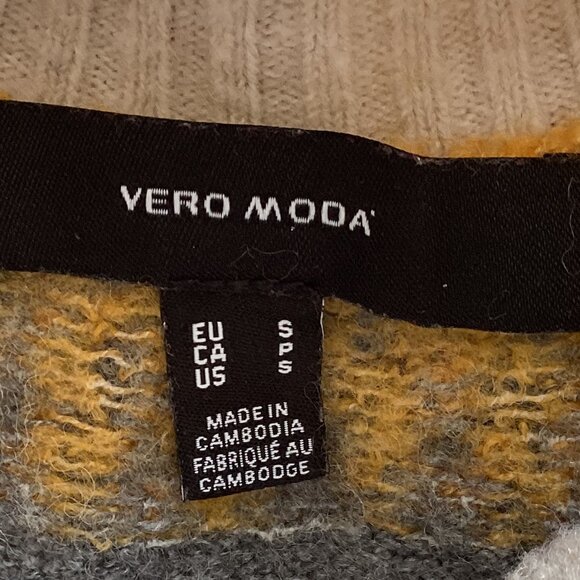 VERO MODA
EU S
CA P
US S
MADE IN
CAMBODIA
FABRIQUÉ AU
CAMBODGE